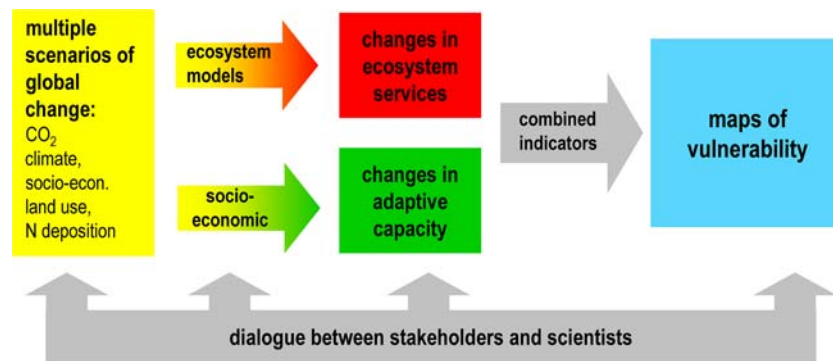 multiple
scenarios of
global
change:
CO₂
climate,
socio-econ.
land use,
N deposition
ecosystem
models
socio-
economic
changes in
ecosystem
services
changes in
adaptive
capacity
combined
indicators
maps of
vulnerability
dialogue between stakeholders and scientists